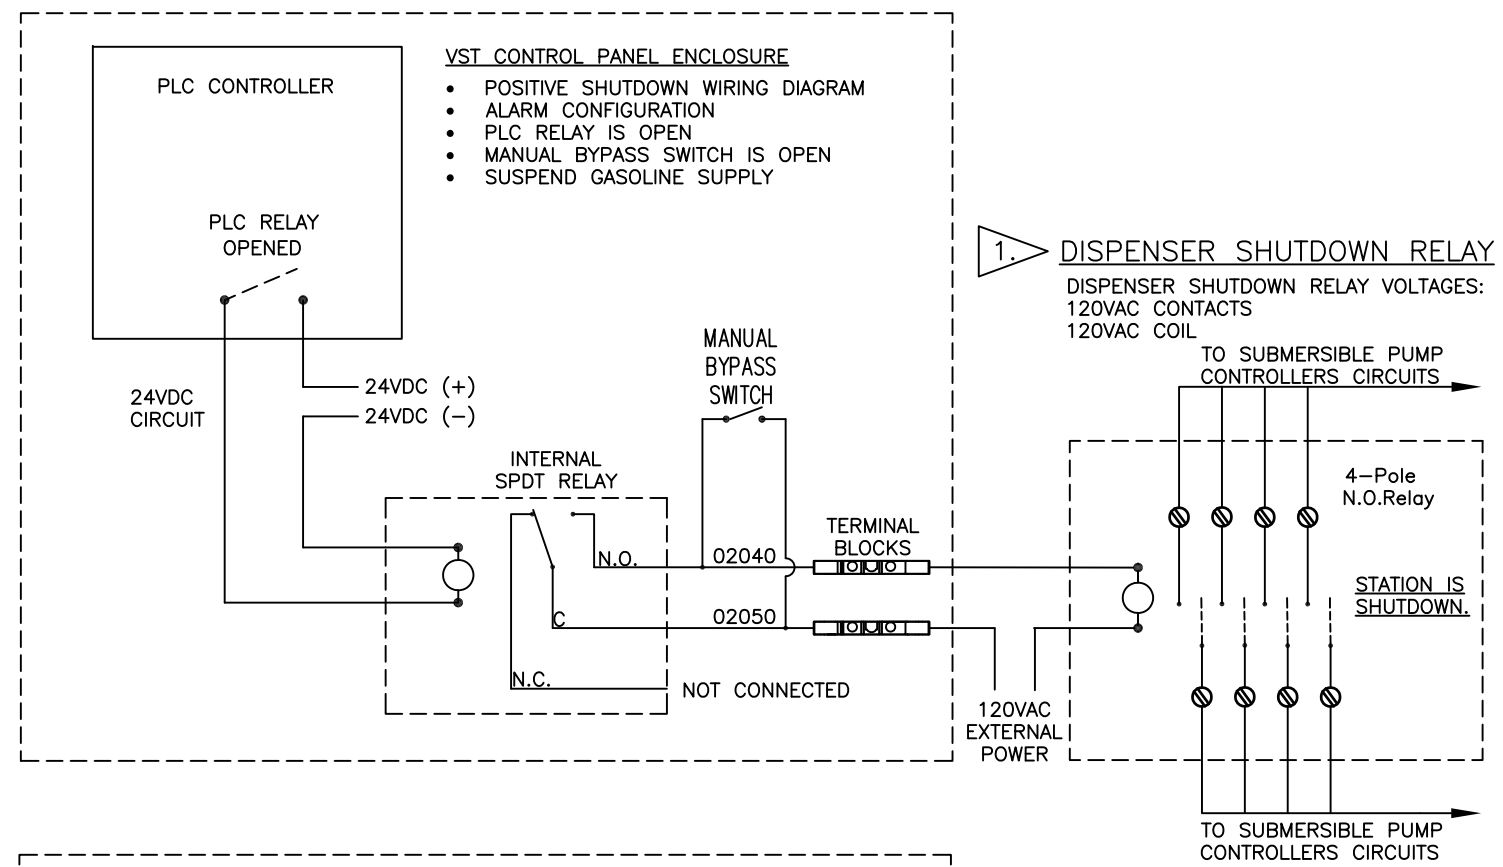 VST CONTROL PANEL ENCLOSURE
• POSITIVE SHUTDOWN WIRING DIAGRAM
• ALARM CONFIGURATION
• PLC RELAY IS OPEN
• MANUAL BYPASS SWITCH IS OPEN
• SUSPEND GASOLINE SUPPLY
PLC CONTROLLER
PLC RELAY
OPENED
24VDC
CIRCUIT
24VDC (+)
24VDC (-)
INTERNAL
SPDT RELAY
N.O.
C
N.C.
NOT CONNECTED
MANUAL
BYPASS
SWITCH
02040
02050
TERMINAL
BLOCKS
120VAC
EXTERNAL
POWER
1.
DISPENSER SHUTDOWN RELAY
DISPENSER SHUTDOWN RELAY VOLTAGES:
120VAC CONTACTS
120VAC COIL
TO SUBMERSIBLE PUMP
CONTROLLERS CIRCUITS
4-Pole
N.O.Relay
STATION IS
SHUTDOWN.
TO SUBMERSIBLE PUMP
CONTROLLERS CIRCUITS